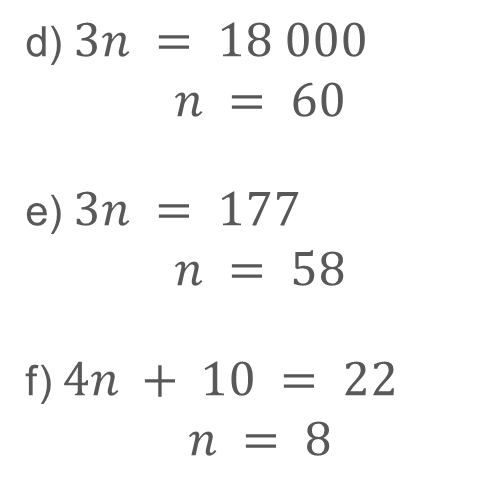 d) 3n = 18 000
n = 60
e) 3n = 177
n = 58
f) 4n + 10 = 22
n = 8